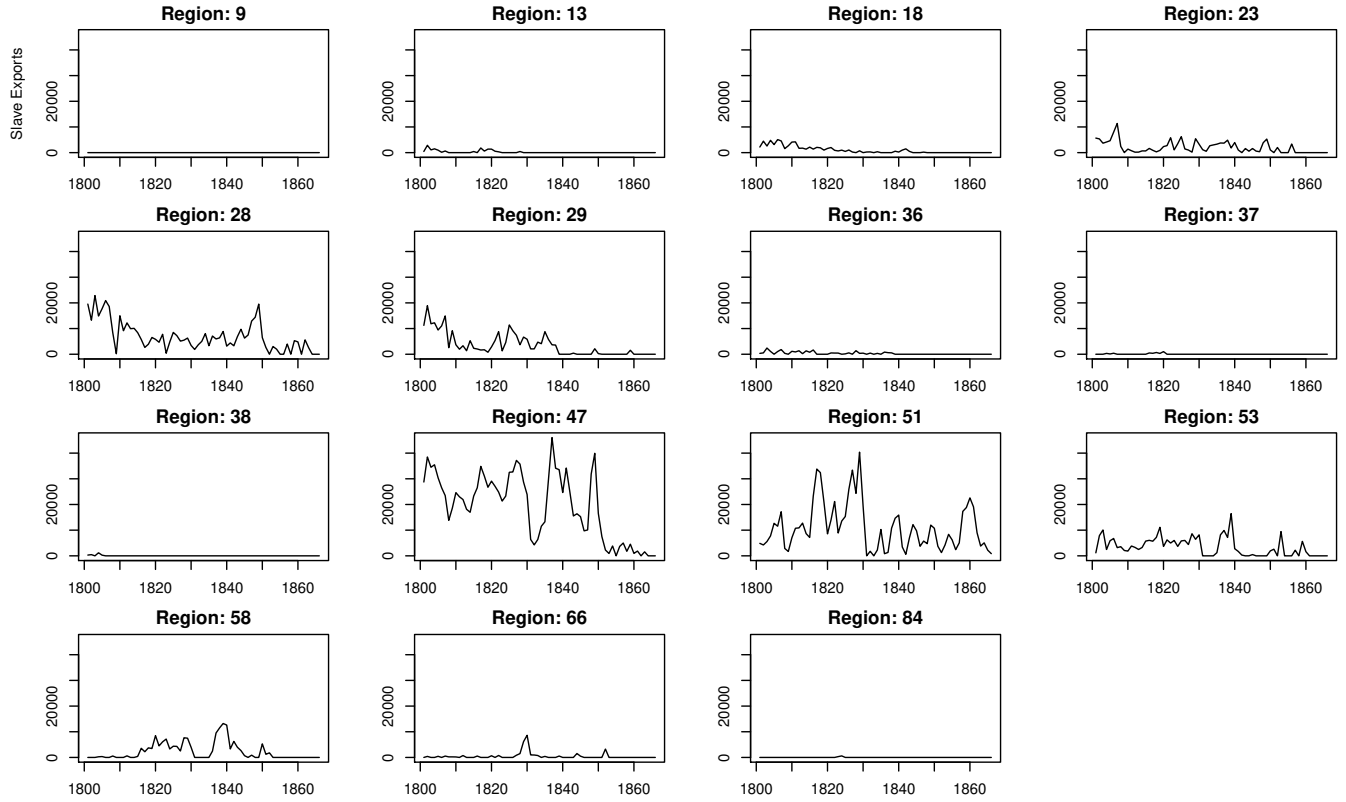 Region: 9
Region: 13
Region: 18
Region: 23
Slave Exports
0 20000
0 20000
0 20000
0 20000
1800 1820 1840 1860
1800 1820 1840 1860
1800 1820 1840 1860
1800 1820 1840 1860
Region: 28
Region: 29
Region: 36
Region: 37
0 20000
0 20000
0 20000
0 20000
1800 1820 1840 1860
1800 1820 1840 1860
1800 1820 1840 1860
1800 1820 1840 1860
Region: 38
Region: 47
Region: 51
Region: 53
0 20000
0 20000
0 20000
0 20000
1800 1820 1840 1860
1800 1820 1840 1860
1800 1820 1840 1860
1800 1820 1840 1860
Region: 58
Region: 66
Region: 84
0 20000
0 20000
0 20000
1800 1820 1840 1860
1800 1820 1840 1860
1800 1820 1840 1860